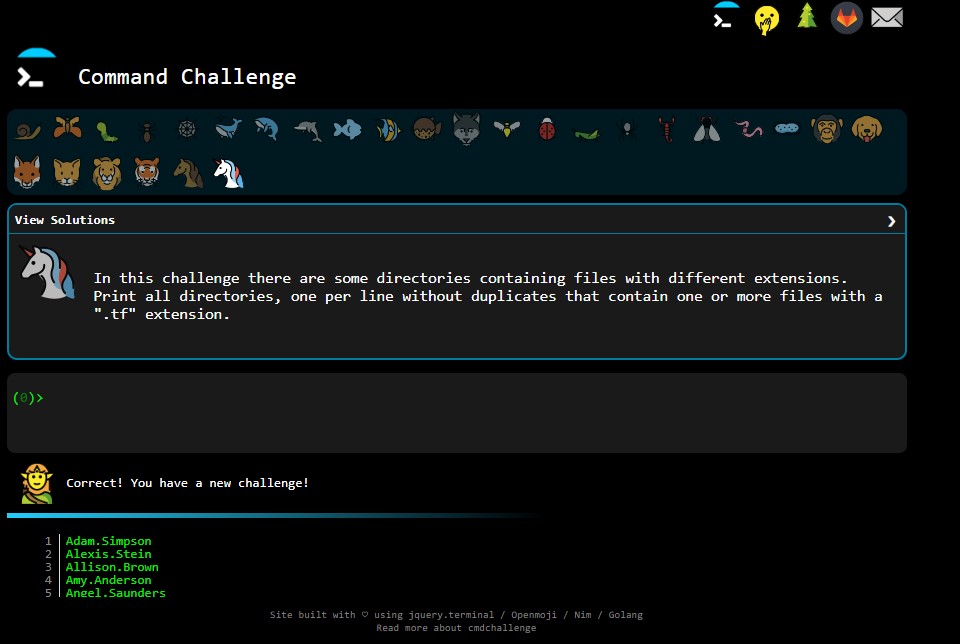 Command Challenge
View Solutions
In this challenge there are some directories containing files with different extensions.
Print all directories, one per line without duplicates that contain one or more files with a
".tf" extension.
(0)>
Correct! You have a new challenge!
1 Adam.Simpson
2 Alexis.Stein
3 Allison.Brown
4 Amy.Anderson
5 Angel.Saunders
Site built with ♡ using jquery.terminal / Openmoji / Nim / Golang
Read more about cmdchallenge